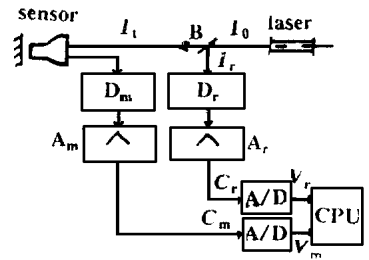 sensor
I_t B I_0 laser
i_r
D_m D_r
A_m A_r
C_r A/D V_r
C_m A/D CPU
V_m